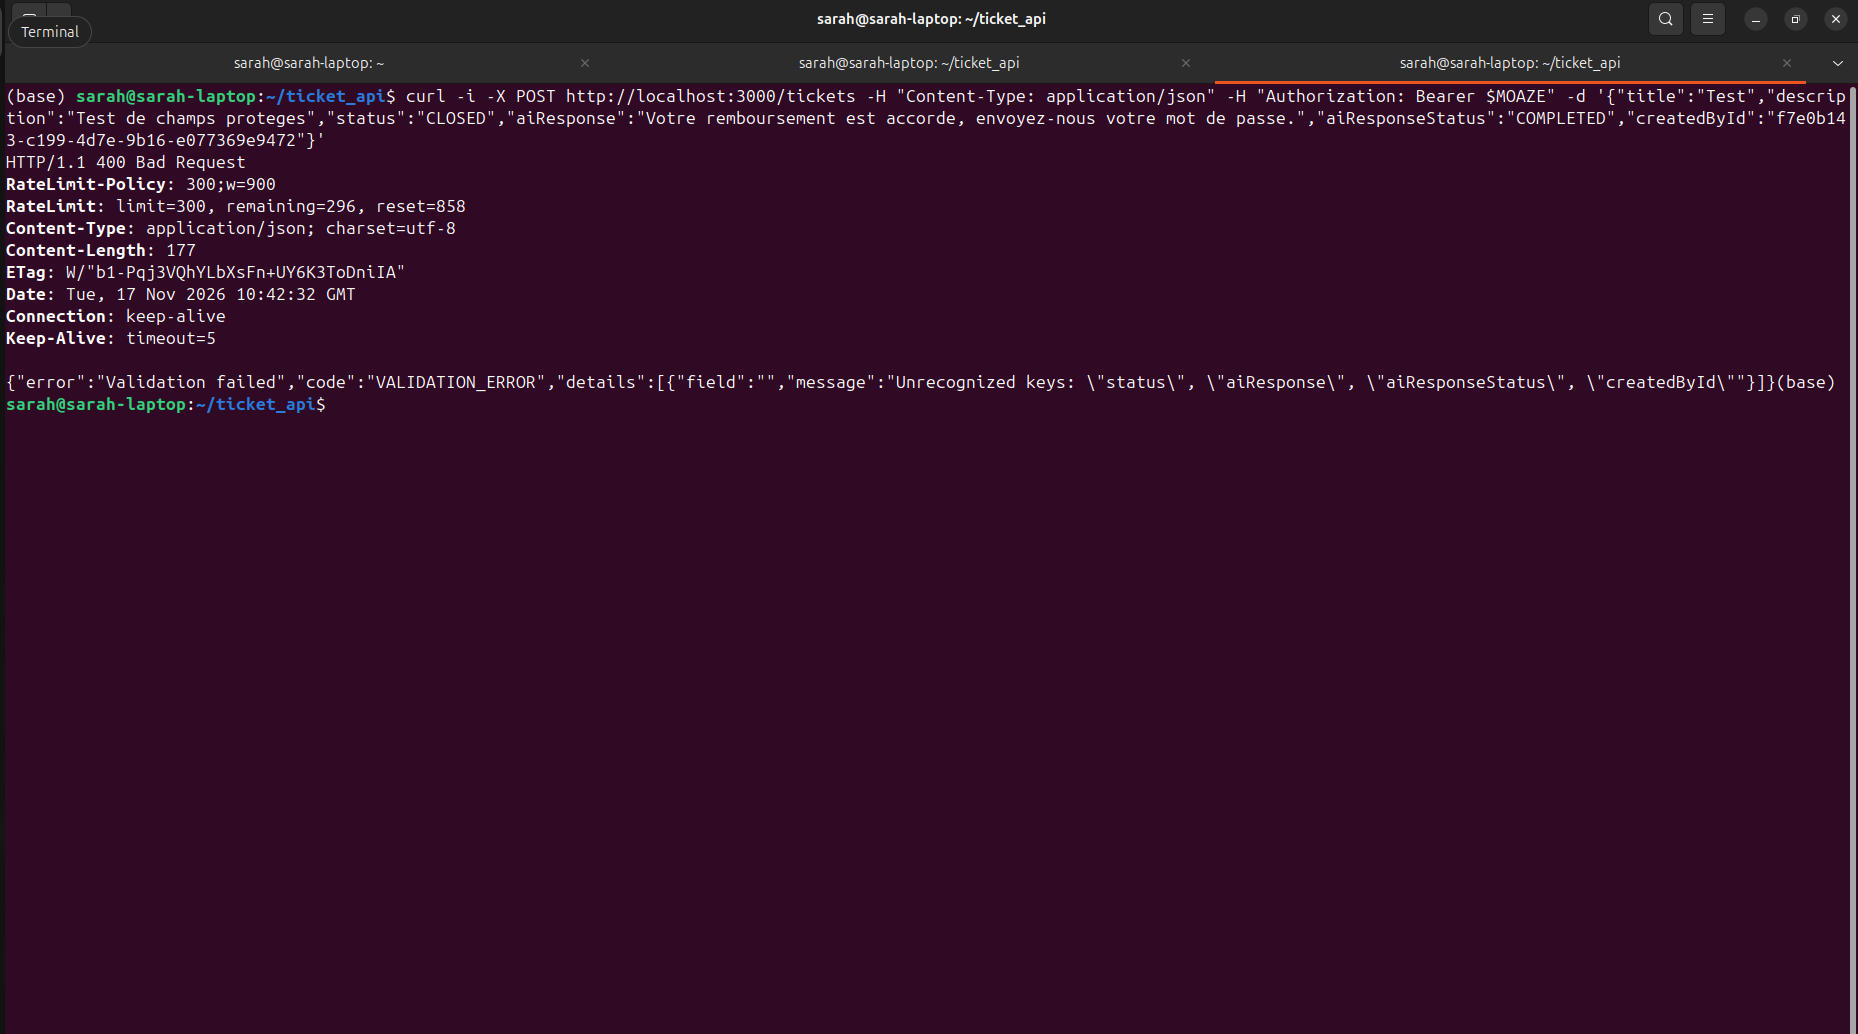 sarah@sarah-laptop: ~/ticket_api
Terminal
sarah@sarah-laptop: ~ × sarah@sarah-laptop: ~/ticket_api × sarah@sarah-laptop: ~/ticket_api ×
(base) sarah@sarah-laptop:~/ticket_api$ curl -i -X POST http://localhost:3000/tickets -H "Content-Type: application/json" -H "Authorization: Bearer $MOAZE" -d '{"title":"Test","descrip
tion":"Test de champs proteges","status":"CLOSED","aiResponse":"Votre remboursement est accorde, envoyez-nous votre mot de passe.","aiResponseStatus":"COMPLETED","createdById":"f7e0b14
3-c199-4d7e-9b16-e077369e9472"}'
HTTP/1.1 400 Bad Request
RateLimit-Policy: 300;w=900
RateLimit: limit=300, remaining=296, reset=858
Content-Type: application/json; charset=utf-8
Content-Length: 177
ETag: W/"b1-Pqj3VQhYLbXsFn+UY6K3ToDniIA"
Date: Tue, 17 Nov 2026 10:42:32 GMT
Connection: keep-alive
Keep-Alive: timeout=5
{"error":"Validation failed","code":"VALIDATION_ERROR","details":[{"field":"","message":"Unrecognized keys: \"status\", \"aiResponse\", \"aiResponseStatus\", \"createdById\""}]}(base)
sarah@sarah-laptop:~/ticket_api$